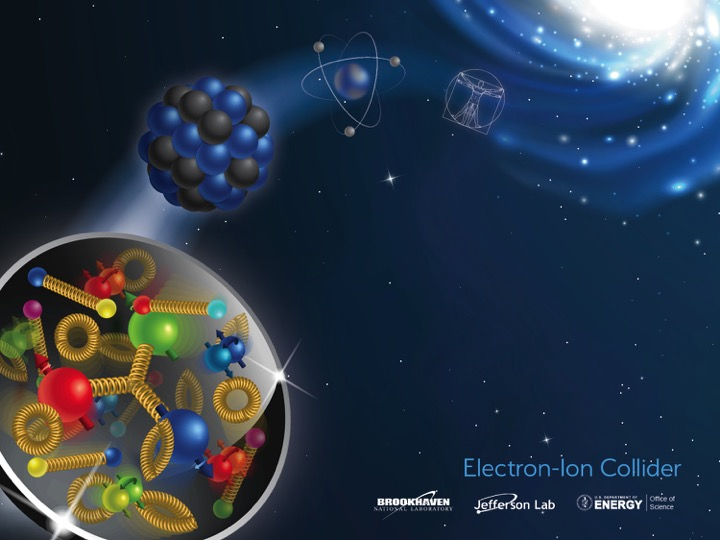 Electron-Ion Collider
BROOKHAVEN
NATIONAL LABORATORY
Jefferson Lab
U.S. DEPARTMENT OF
ENERGY
Office of
Science